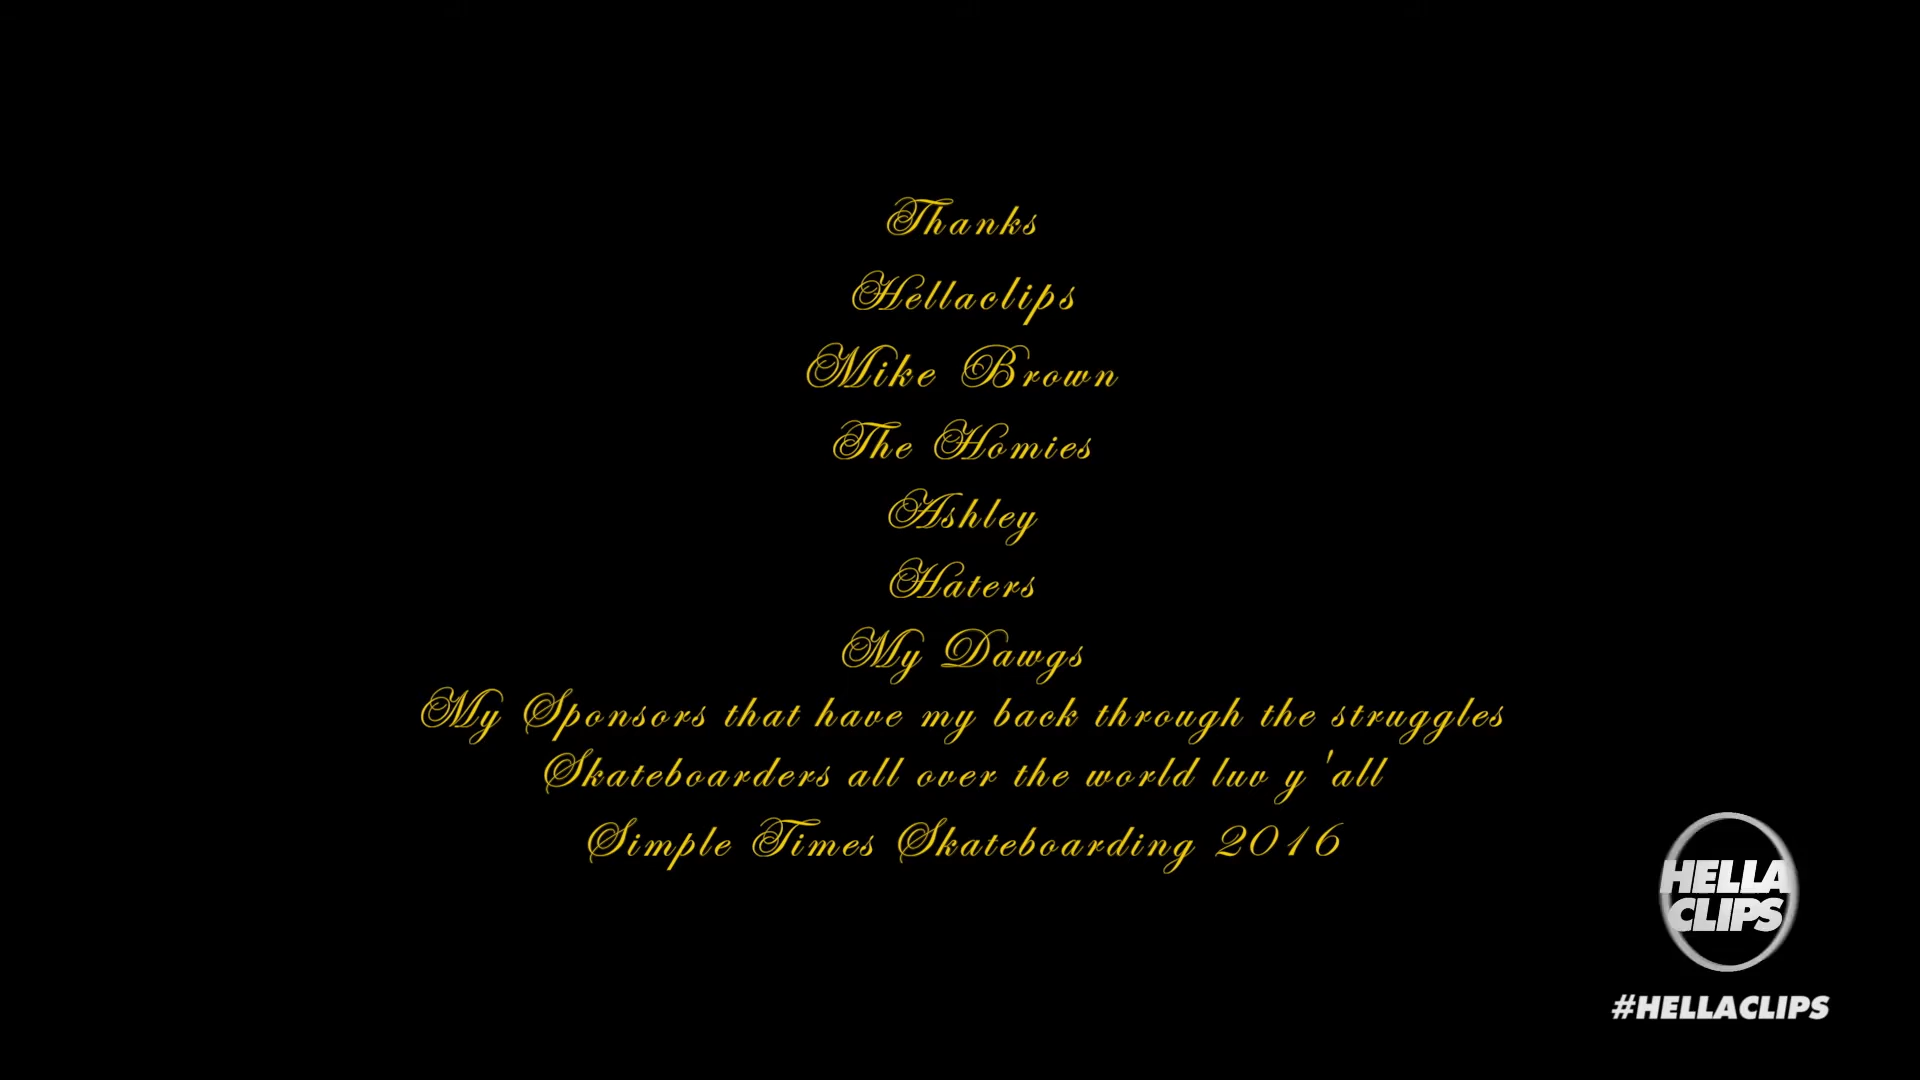 Thanks
Hellaclips
Mike Brown
The Homies
Ashley
Haters
My Dawgs
My Sponsors that have my back through the struggles
Skateboarders all over the world luv y'all
Simple Times Skateboarding 2016
HELLA
CLIPS
#HELLACLIPS